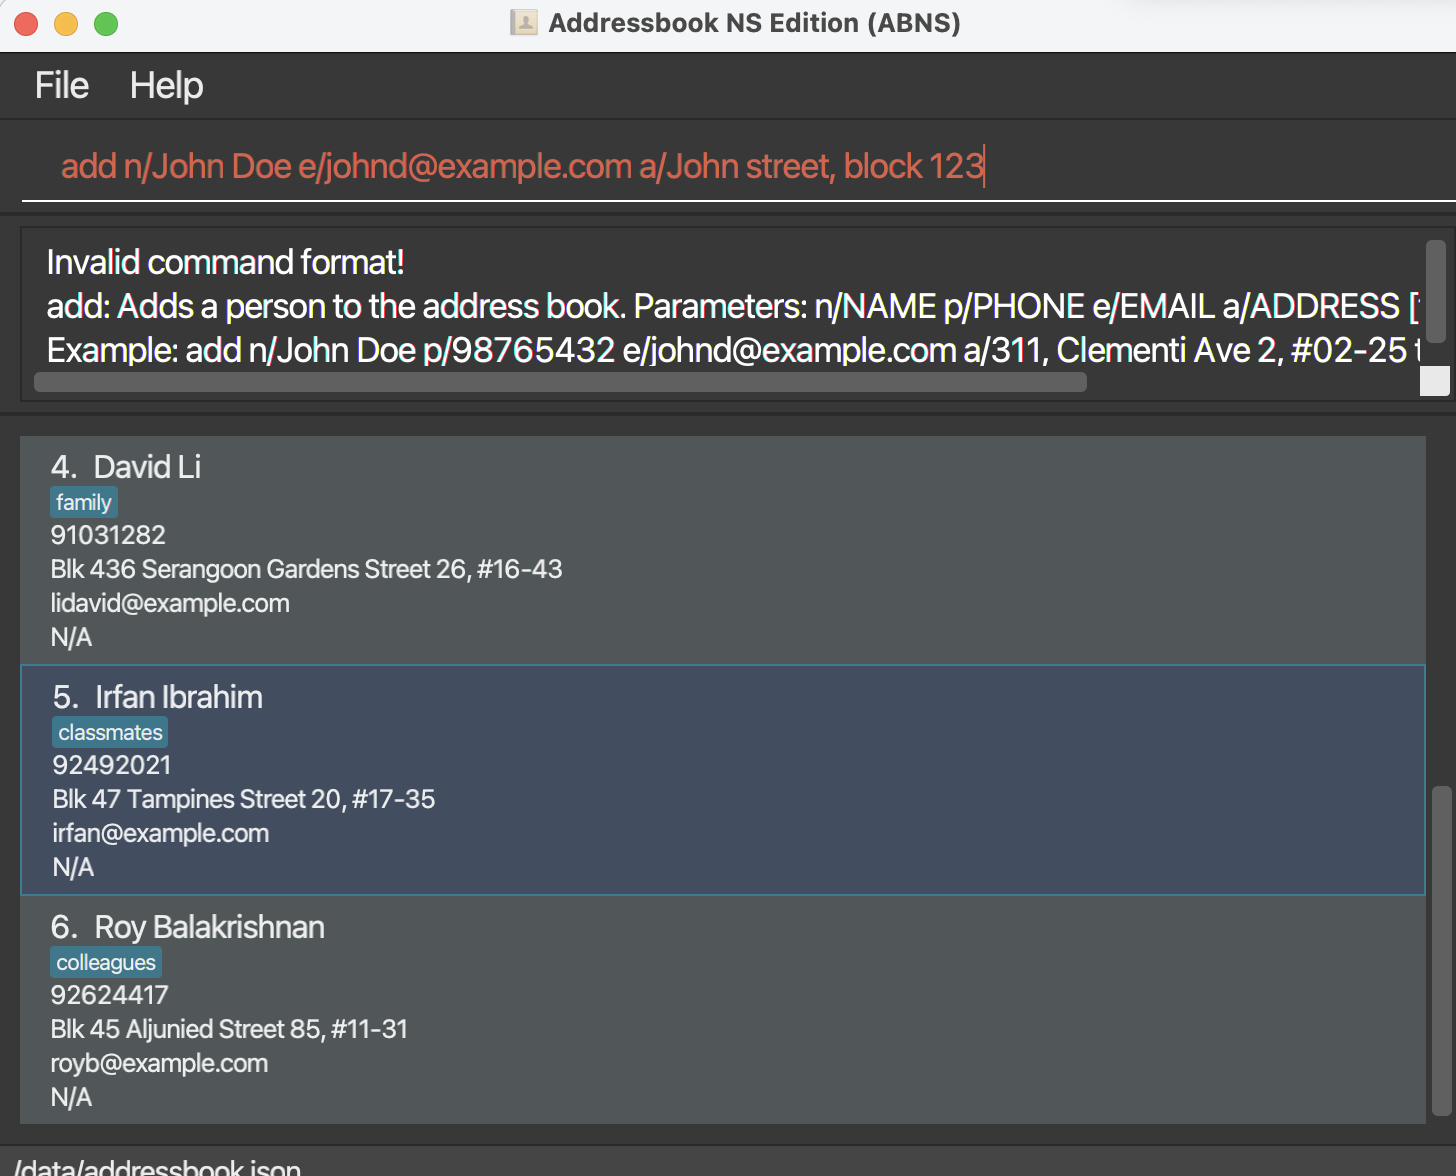 Addressbook NS Edition (ABNS)
File Help
add n/John Doe e/johnd@example.com a/John street, block 123
Invalid command format!
add: Adds a person to the address book. Parameters: n/NAME p/PHONE e/EMAIL a/ADDRESS [
Example: add n/John Doe p/98765432 e/johnd@example.com a/311, Clementi Ave 2, #02-25 t
4. David Li
family
91031282
Blk 436 Serangoon Gardens Street 26, #16-43
lidavid@example.com
N/A
5. Irfan Ibrahim
classmates
92492021
Blk 47 Tampines Street 20, #17-35
irfan@example.com
N/A
6. Roy Balakrishnan
colleagues
92624417
Blk 45 Aljunied Street 85, #11-31
royb@example.com
N/A
/data/addressbook.json